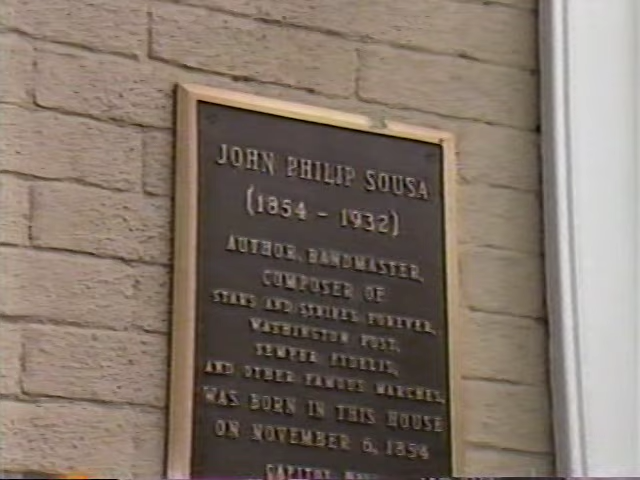 JOHN PHILIP SOUSA
(1854 - 1932)
AUTHOR, BANDMASTER,
COMPOSER OF
STARS AND STRIPES FOREVER,
WASHINGTON POST,
SEMPER FIDELIS,
AND OTHER FAMOUS MARCHES,
WAS BORN IN THIS HOUSE
ON NOVEMBER 6, 1854
CAPITOL